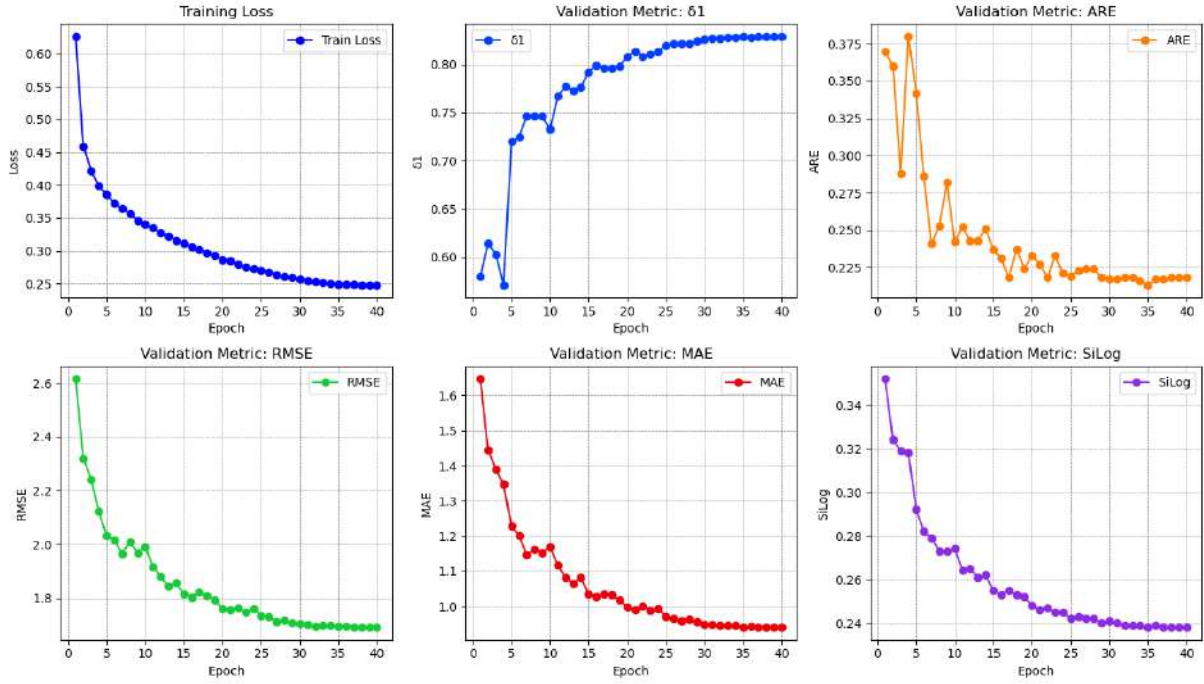 Training Loss
Train Loss
0.60
0.55
0.50
0.45
0.40
0.35
0.30
0.25
Loss
0 5 10 15 20 25 30 35 40
Epoch
Validation Metric: δ1
δ1
0.80
0.75
0.70
0.65
0.60
δ1
0 5 10 15 20 25 30 35 40
Epoch
Validation Metric: ARE
ARE
0.375
0.350
0.325
0.300
0.275
0.250
0.225
ARE
0 5 10 15 20 25 30 35 40
Epoch
Validation Metric: RMSE
RMSE
2.6
2.4
2.2
2.0
1.8
RMSE
0 5 10 15 20 25 30 35 40
Epoch
Validation Metric: MAE
MAE
1.6
1.5
1.4
1.3
1.2
1.1
1.0
MAE
0 5 10 15 20 25 30 35 40
Epoch
Validation Metric: SiLog
SiLog
0.34
0.32
0.30
0.28
0.26
0.24
SiLog
0 5 10 15 20 25 30 35 40
Epoch